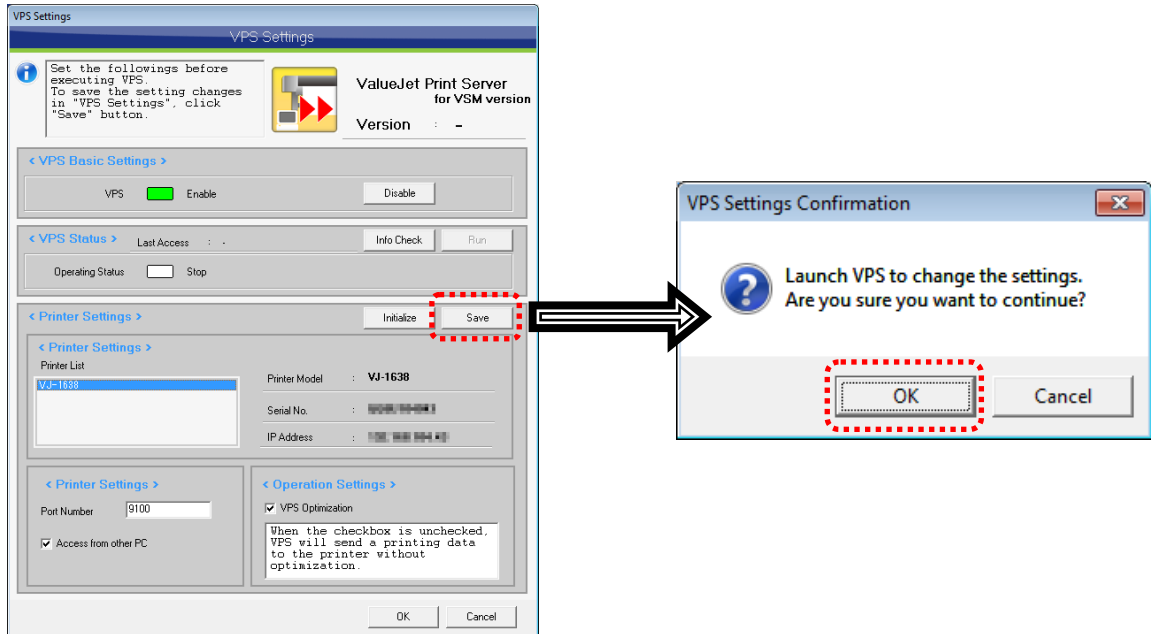 VPS Settings
VPS Settings
Set the followings before
executing VPS.
To save the setting changes
in "VPS Settings", click
"Save" button.
ValueJet Print Server
for VSM version
Version : -
< VPS Basic Settings >
VPS Enable Disable
< VPS Status > Last Access : - Info Check Run
Operating Status Stop
< Printer Settings > Initialize Save
< Printer Settings >
Printer List
VJ-1638
Printer Model : VJ-1638
Serial No. :
IP Address :
< Printer Settings >
Port Number 9100
Access from other PC
< Operation Settings >
VPS Optimization
When the checkbox is unchecked,
VPS will send a printing data
to the printer without
optimization.
OK Cancel
VPS Settings Confirmation
Launch VPS to change the settings.
Are you sure you want to continue?
OK Cancel